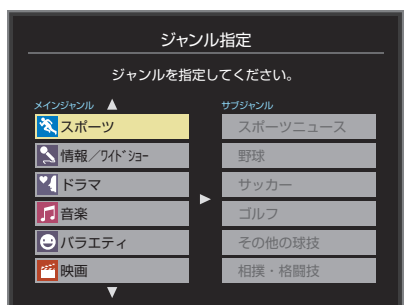 ジャンル指定
ジャンルを指定してください。
メインジャンル
スポーツ
情報／ワイドショー
ドラマ
音楽
バラエティ
映画
サブジャンル
スポーツニュース
野球
サッカー
ゴルフ
その他の球技
相撲・格闘技